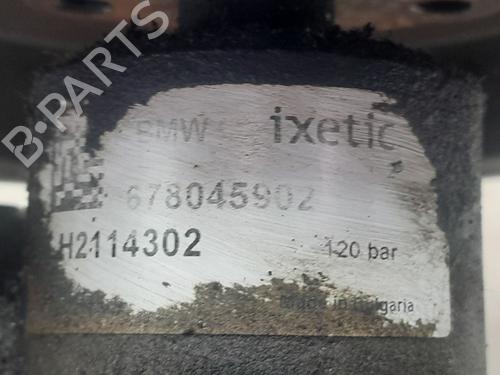 B-PARTS
BMW ixetic
678045902
H2114302 120 bar
Made in Bulgaria